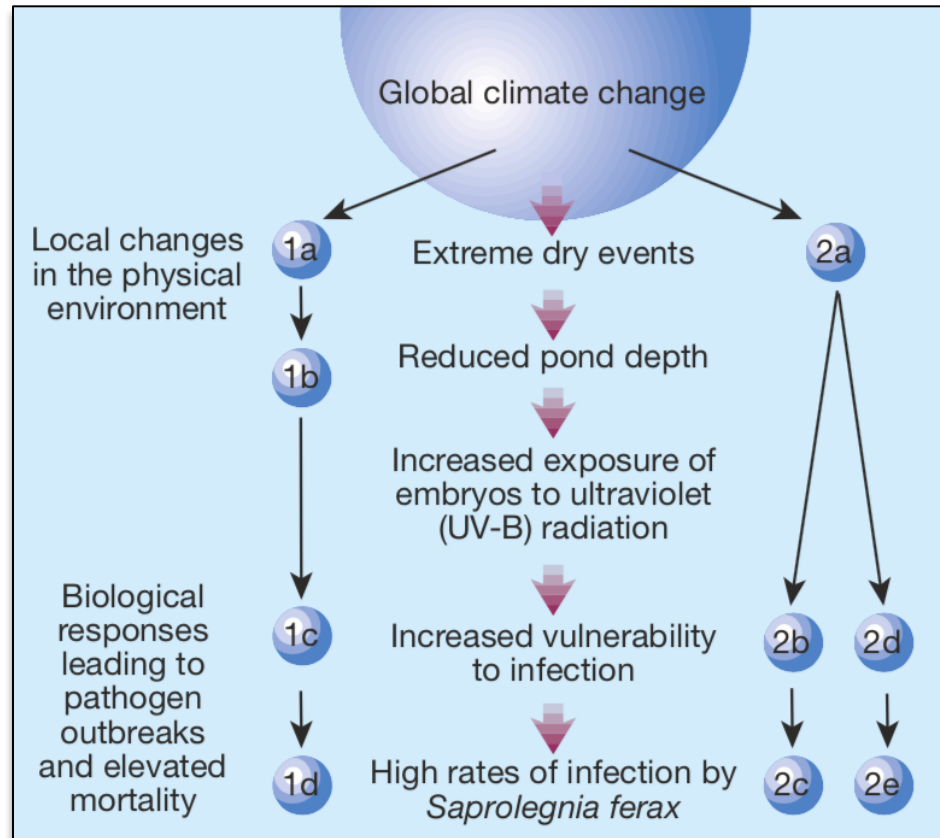 Global climate change
Local changes
in the physical
environment
1a
Extreme dry events
2a
1b
Reduced pond depth
Increased exposure of
embryos to ultraviolet
(UV-B) radiation
Biological
responses
leading to
pathogen
outbreaks
and elevated
mortality
1c
Increased vulnerability
to infection
2b
2d
1d
High rates of infection by
Saprolegnia ferax
2c
2e